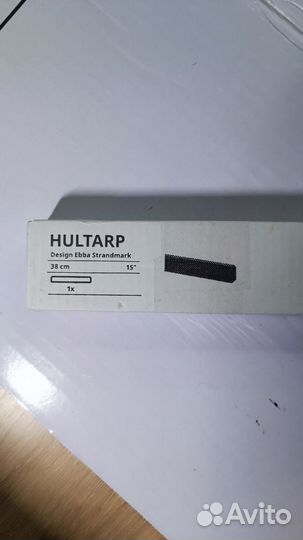 HULTARP
Design Ebba Strandmark
38 cm 15"
1x
Avito